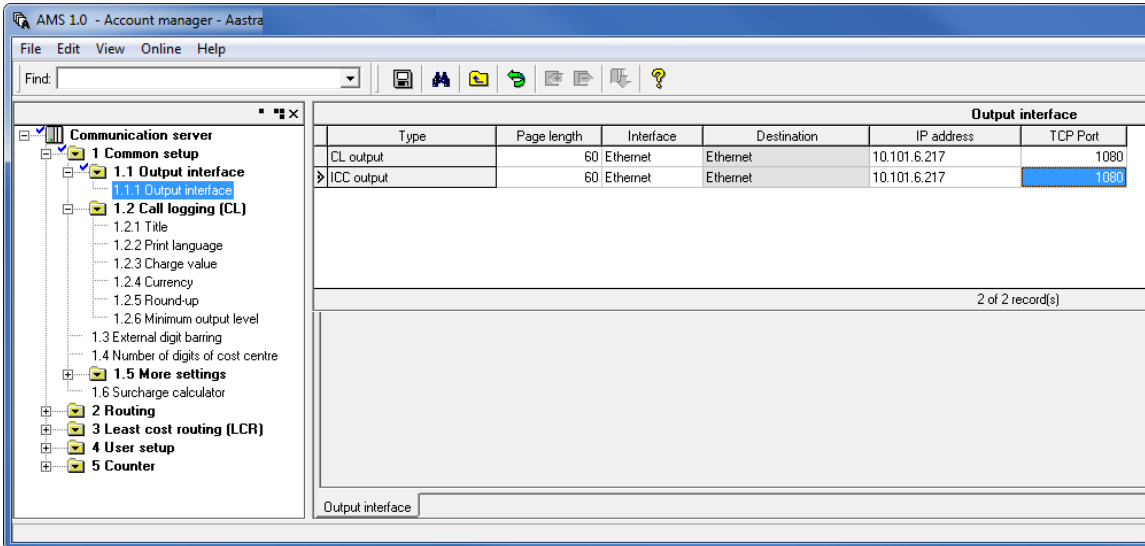 AMS 1.0 - Account manager - Aastra
File Edit View Online Help
Find:
Communication server
1 Common setup
1.1 Output interface
1.1.1 Output interface
1.2 Call logging (CL)
1.2.1 Title
1.2.2 Print language
1.2.3 Charge value
1.2.4 Currency
1.2.5 Round-up
1.2.6 Minimum output level
1.3 External digit barring
1.4 Number of digits of cost centre
1.5 More settings
1.6 Surcharge calculator
2 Routing
3 Least cost routing (LCR)
4 User setup
5 Counter
Output interface
Type Page length Interface Destination IP address TCP Port
CL output 60 Ethernet Ethernet 10.101.6.217 1080
ICC output 60 Ethernet Ethernet 10.101.6.217 1080
2 of 2 record(s)
Output interface